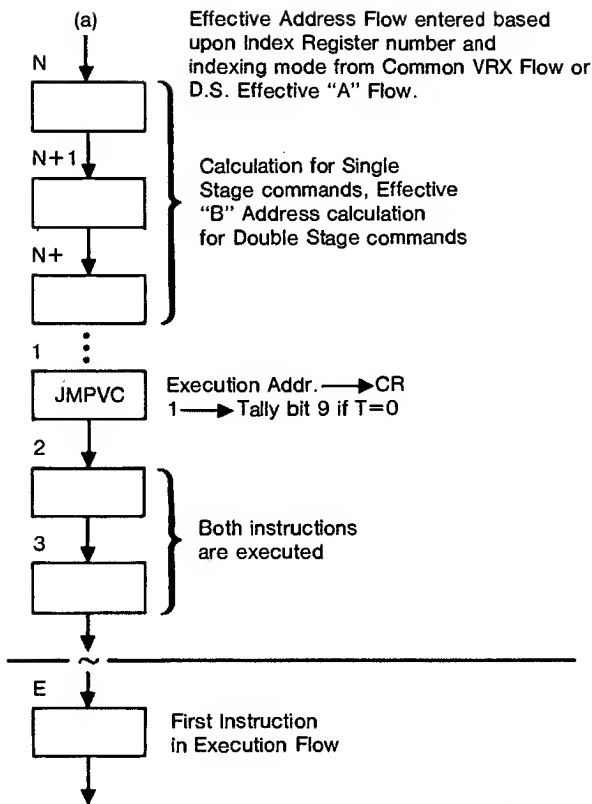 (a)
Effective Address Flow entered based
upon Index Register number and
indexing mode from Common VRX Flow or
D.S. Effective "A" Flow.
N
N+1
Calculation for Single
Stage commands, Effective
"B" Address calculation
for Double Stage commands
N+
1
JMPVC
Execution Addr. → CR
1 → Tally bit 9 if T=0
2
Both instructions
are executed
3
~
E
First Instruction
in Execution Flow